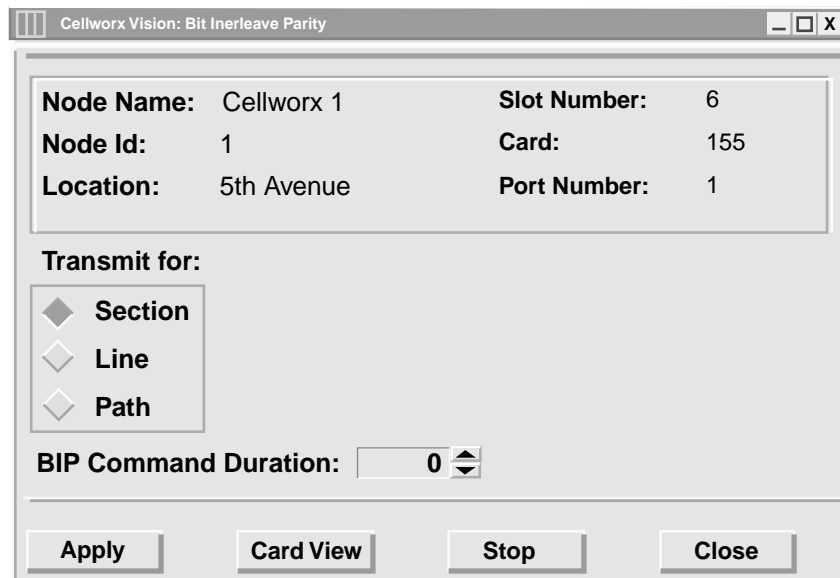 Cellworx Vision: Bit Inerleave Parity
X
Node Name: Cellworx 1 Slot Number: 6
Node Id: 1 Card: 155
Location: 5th Avenue Port Number: 1
Transmit for:
Section
Line
Path
BIP Command Duration: 0
Apply Card View Stop Close